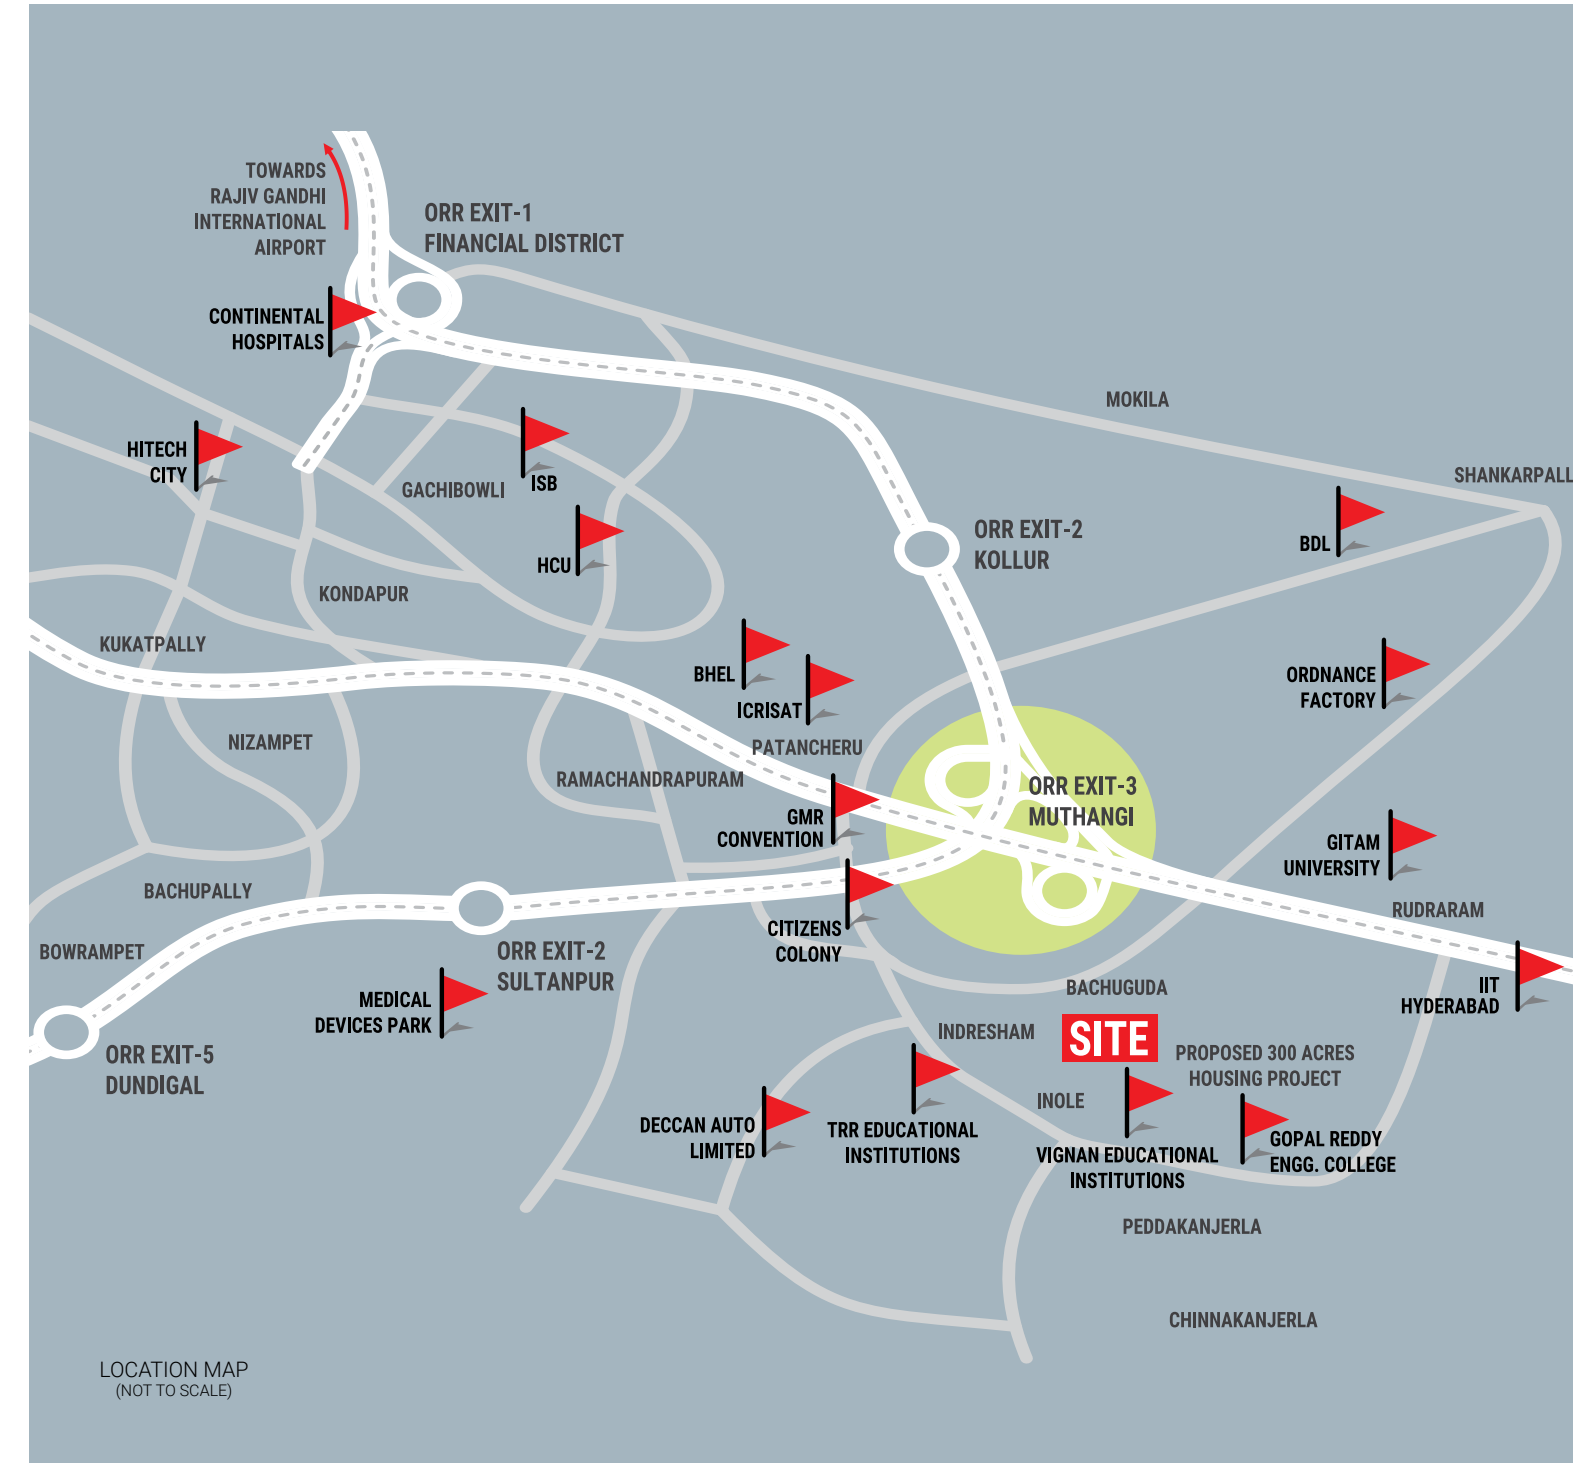 TOWARDS
RAJIV GANDHI
INTERNATIONAL
AIRPORT
ORR EXIT-1
FINANCIAL DISTRICT
CONTINENTAL
HOSPITALS
MOKILA
HITECH
CITY
GACHIBOWLI
ISB
SHANKARPALL
HCU
ORR EXIT-2
KOLLUR
BDL
KONDAPUR
KUKATPALLY
BHEL
ICRISAT
ORDNANCE
FACTORY
NIZAMPET
PATANCHERU
RAMACHANDRAPURAM
ORR EXIT-3
MUTHANGI
GMR
CONVENTION
GITAM
UNIVERSITY
BACHUPALLY
RUDRARAM
CITIZENS
COLONY
BOWRAMPET
ORR EXIT-2
SULTANPUR
MEDICAL
DEVICES PARK
BACHUGUDA
IIT
HYDERABAD
INDRESHAM
SITE
PROPOSED 300 ACRES
HOUSING PROJECT
ORR EXIT-5
DUNDIGAL
INOLE
DECCAN AUTO
LIMITED
TRR EDUCATIONAL
INSTITUTIONS
VIGNAN EDUCATIONAL
INSTITUTIONS
GOPAL REDDY
ENGG. COLLEGE
PEDDAKANJERLA
CHINNAKANJERLA
LOCATION MAP
(NOT TO SCALE)